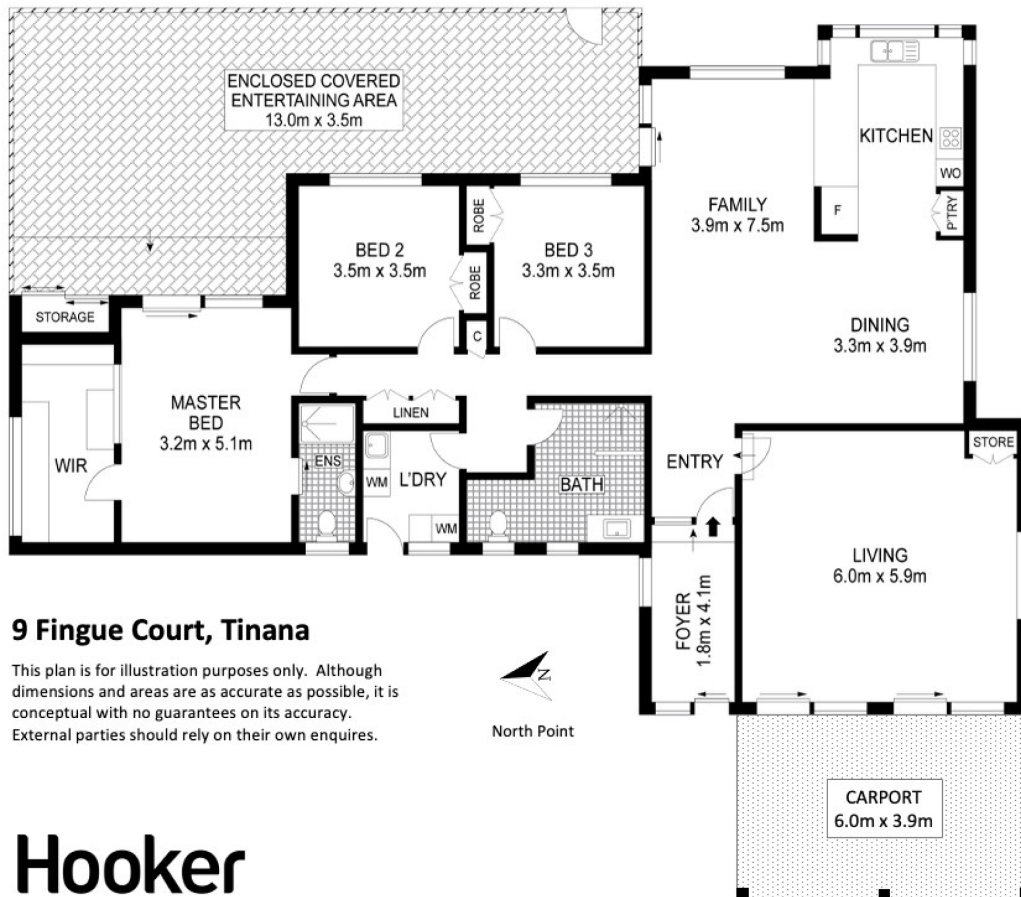 ENCLOSED COVERED
ENTERTAINING AREA
13.0m x 3.5m
KITCHEN
WO
P'TRY
F
FAMILY
3.9m x 7.5m
ROBE
BED 2
3.5m x 3.5m
BED 3
3.3m x 3.5m
ROBE
STORAGE
C
DINING
3.3m x 3.9m
MASTER
BED
3.2m x 5.1m
LINEN
STORE
WIR
ENS
WM
L'DRY
WM
BATH
ENTRY
LIVING
6.0m x 5.9m
FOYER
1.8m x 4.1m
9 Fingue Court, Tinana
This plan is for illustration purposes only. Although
dimensions and areas are as accurate as possible, it is
conceptual with no guarantees on its accuracy.
External parties should rely on their own enquires.
N
North Point
CARPORT
6.0m x 3.9m
Hooker